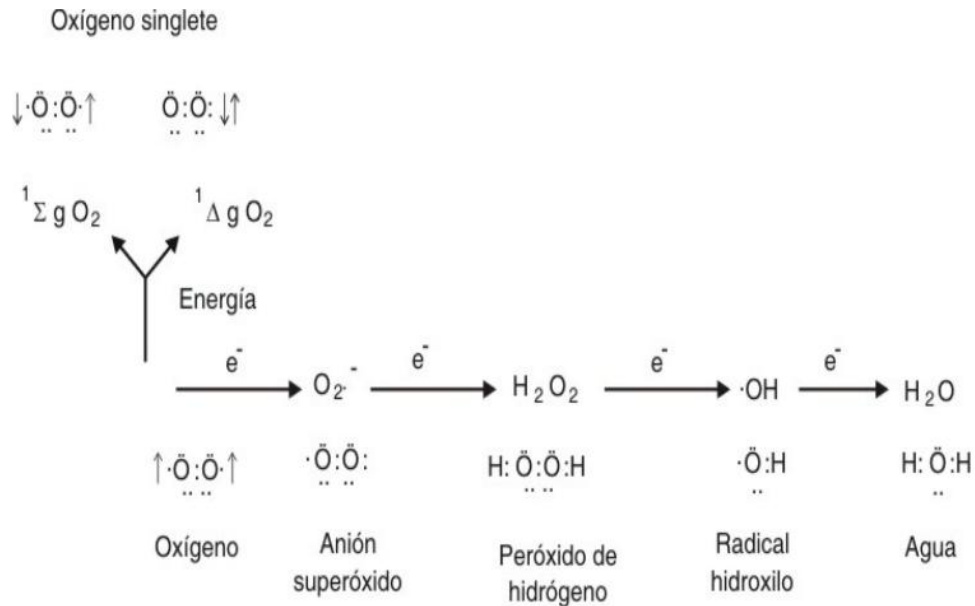 Oxígeno singlete
↓·Ö:Ö·↑ Ö:Ö: ↓↑
.. .. .. ..
¹Σ g O₂ ¹Δ g O₂
Energía
e⁻ O₂·⁻ e⁻ H₂O₂ e⁻ ·OH e⁻ H₂O
↑·Ö:Ö·↑ ·Ö:Ö: H: Ö:Ö:H ·Ö:H H: Ö:H
.. .. .. .. .. .. .. ..
Oxígeno Anión Peróxido de Radical Agua
superóxido hidrógeno hidroxilo